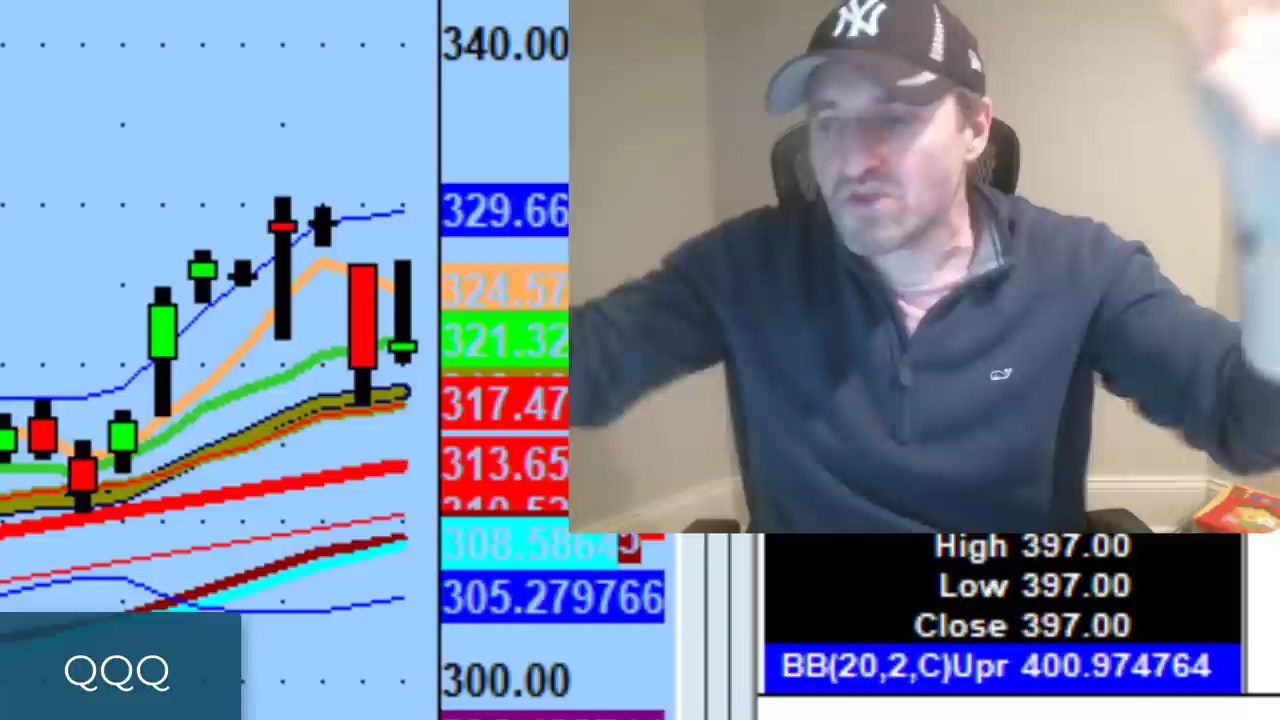 340.00
NY
329.66
324.57
321.32
317.47
313.65
308.58645
305.279766
300.00
High 397.00
Low 397.00
Close 397.00
BB(20,2,C)Upr 400.974764
QQQ